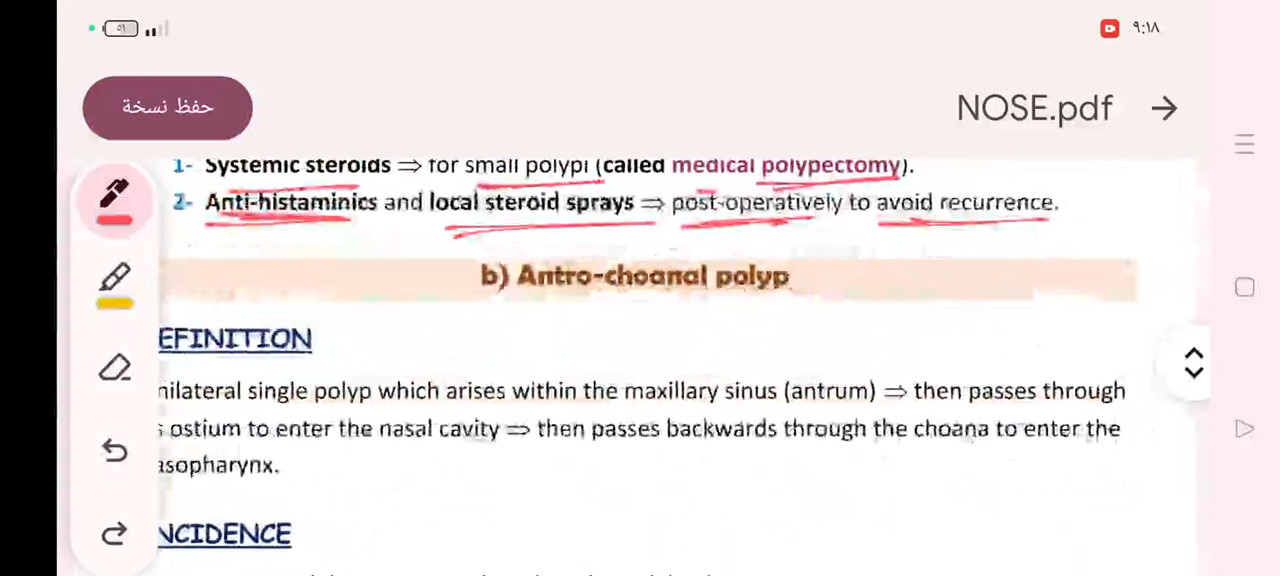 ٥١
٩:١٨
حفظ نسخة
NOSE.pdf
1- Systemic steroids ⇒ for small polypi (called medical polypectomy).
2- Anti-histaminics and local steroid sprays ⇒ post-operatively to avoid recurrence.
b) Antro-choanal polyp
EFINITION
nilateral single polyp which arises within the maxillary sinus (antrum) ⇒ then passes through
s ostium to enter the nasal cavity ⇒ then passes backwards through the choana to enter the
asopharynx.
NCIDENCE